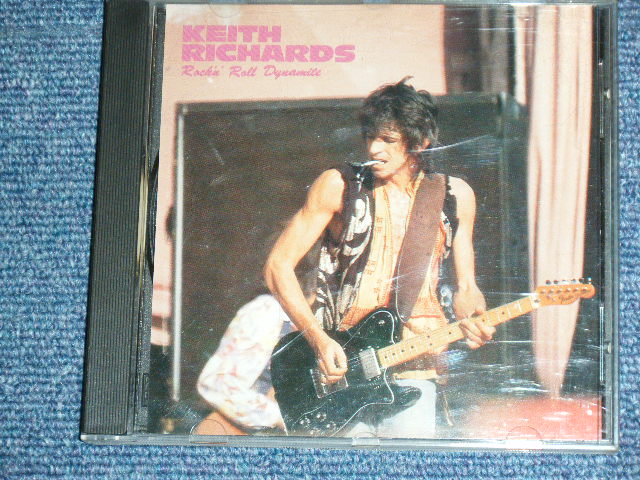 KEITH
RICHARDS
Rock'n' Roll Dynamite